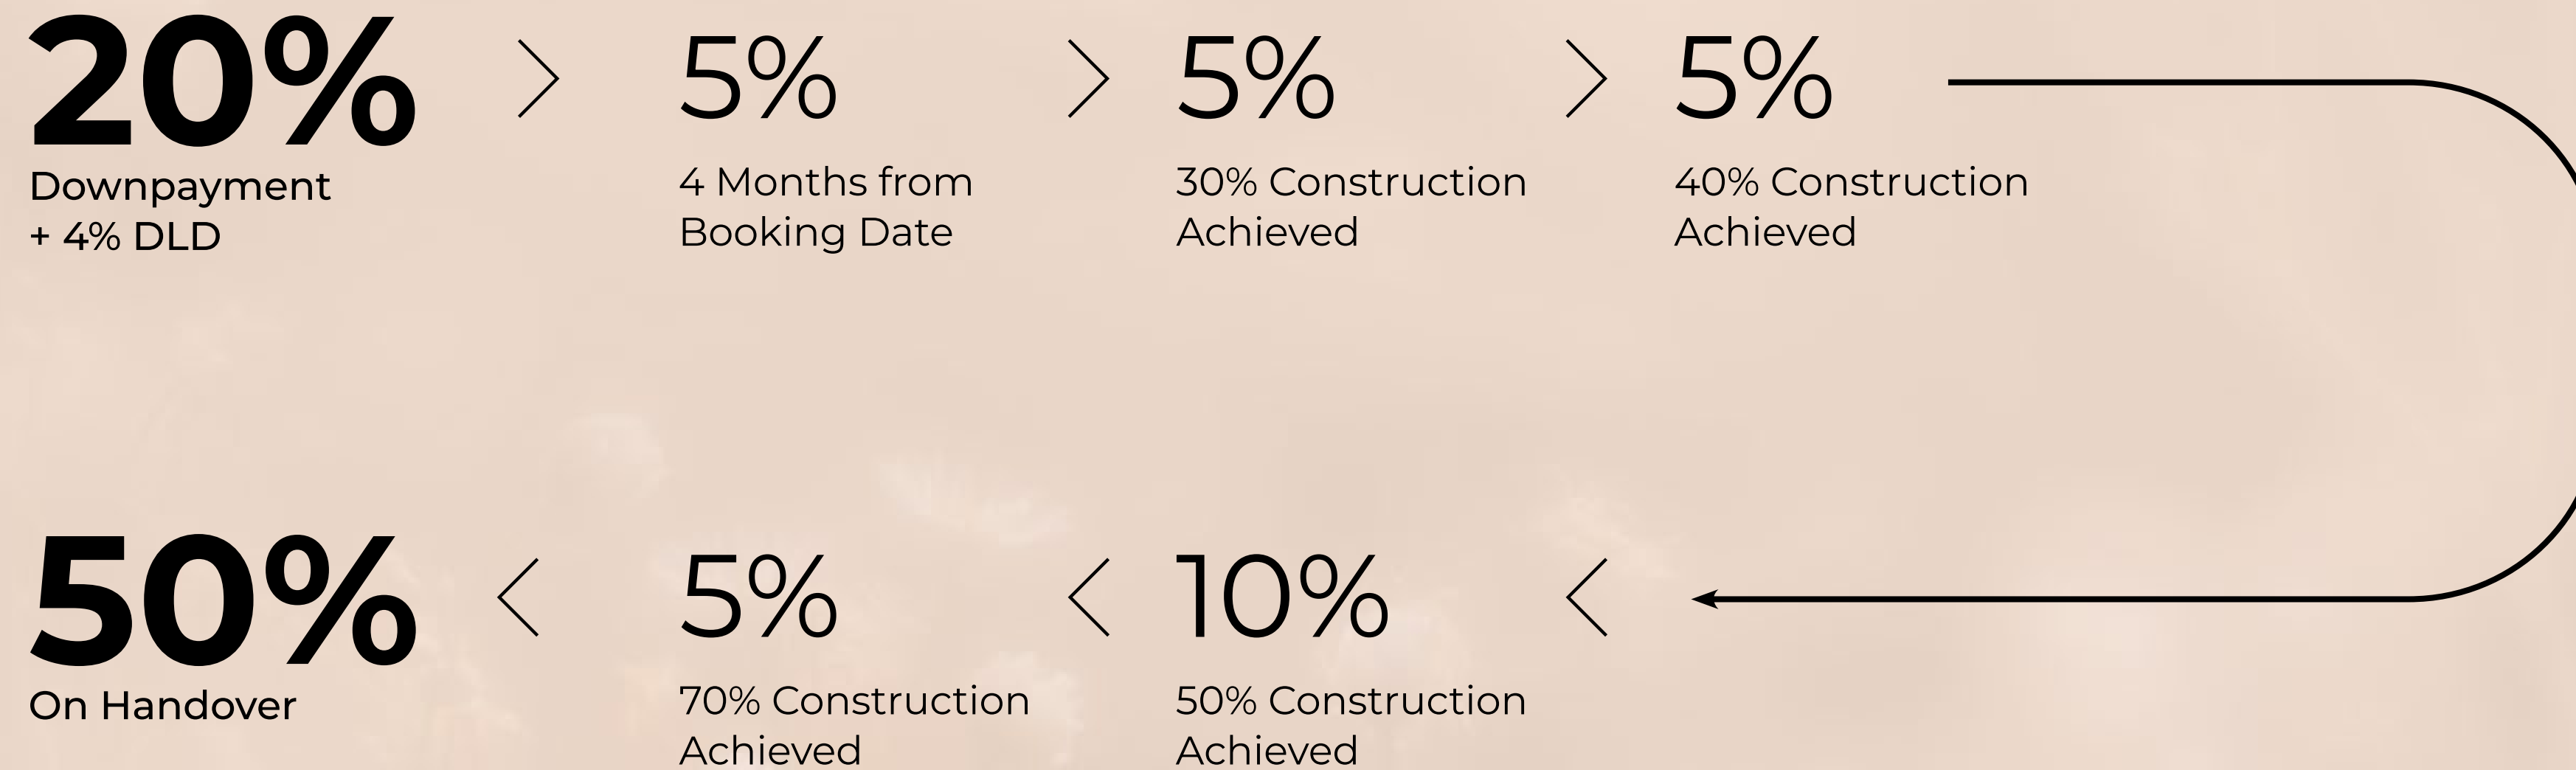 20%
Downpayment
+ 4% DLD
5%
4 Months from
Booking Date
5%
30% Construction
Achieved
5%
40% Construction
Achieved
10%
50% Construction
Achieved
5%
70% Construction
Achieved
50%
On Handover